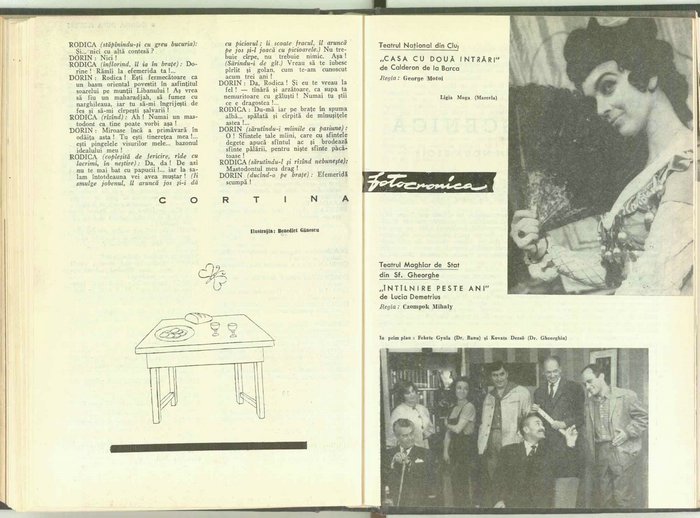 RODICA (stăpînindu-și cu greu bucuria):
Și... nici cu altă contesă?
DORIN: Nici!
RODICA (înflorind, îl ia în brațe): Do-
rine! Rămîi la efemerida ta!...
DORIN: Rodica! Ești fermecătoare ca
un basm oriental povestit în asfințitul
soarelui pe munții Libanului! Aș vrea
să fiu un maharadjah, să fumez cu
narghileaua, iar tu să-mi îngrijești de
fes și să-mi cîrpești șalvarii!
RODICA (rîzînd): Ah! Numai un mas-
todont ca tine poate vorbi așa!
DORIN: Miroase încă a primăvară în
odăița asta! Tu ești tinerețea mea!...
ești șingelele visurilor mele... bazonul
idealului meu!
RODICA (copleșită de fericire, rîde cu
lacrimi, în neștire): Da, da! De azi
nu te mai bat cu papucii!... iar la sa-
lam întotdeauna vei avea muștar! (Îi
smulge jobenul, îl aruncă pe jos și-i dă
cu piciorul; îi scoate fracul, îl aruncă
pe jos și-l joacă cu picioarele.) Nu tre-
buie cîrpe, nu trebuie nimic. Așa!
(Sărindu-i de gît.) Vreau să te iubesc
pîrlit și golan, cum te-am cunoscut
acum trei ani!
DORIN: Da, Rodica! Și eu te vreau la
fel! — tînără și arzătoare, ca supa ta
nemuritoare cu găluști! Numai tu știi
ce e dragostea!...
RODICA: Du-mă iar pe brațe în spuma
albă... spălată și cîrpită de mînușițele
astea!...
DORIN (sărutîndu-i mîinile cu pasiune):
O! Sfintele tale mîini, care cu sfintele
degete apucă sfîntul ac și brodează
sfinte pălării, pentru niște sfinte păcă-
toase!
RODICA (sărutîndu-l și rîzînd nebunește):
Mastodontul meu drag!
DORIN (ducînd-o pe brațe): Efemeridă
scumpă!
CORTINA
Ilustrația: Benedict Gănescu
Teatrul Național din Cluj
„CASA CU DOUĂ INTRĂRI”
de Calderon de la Barca
Regia: George Motoi
Ligia Moga (Marcela)
fotocronica
Teatrul Maghiar de Stat
din Sf. Gheorghe
„ÎNTÎLNIRE PESTE ANI”
de Lucia Demetrius
Regia: Czompok Mihaly
În prim plan: Fekete Gyula (Dr. Banu) și Kovats Dezsö (Dr. Gheorghiu)